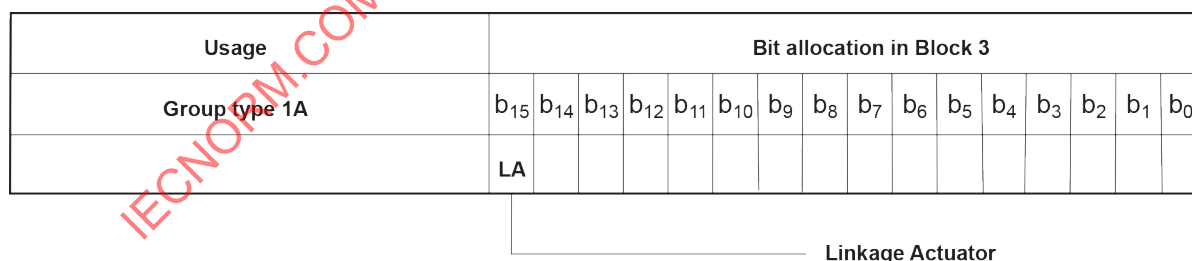 Usage Bit allocation in Block 3
Group type 1A b15 b14 b13 b12 b11 b10 b9 b8 b7 b6 b5 b4 b3 b2 b1 b0
LA
Linkage Actuator
IECNORM.COM